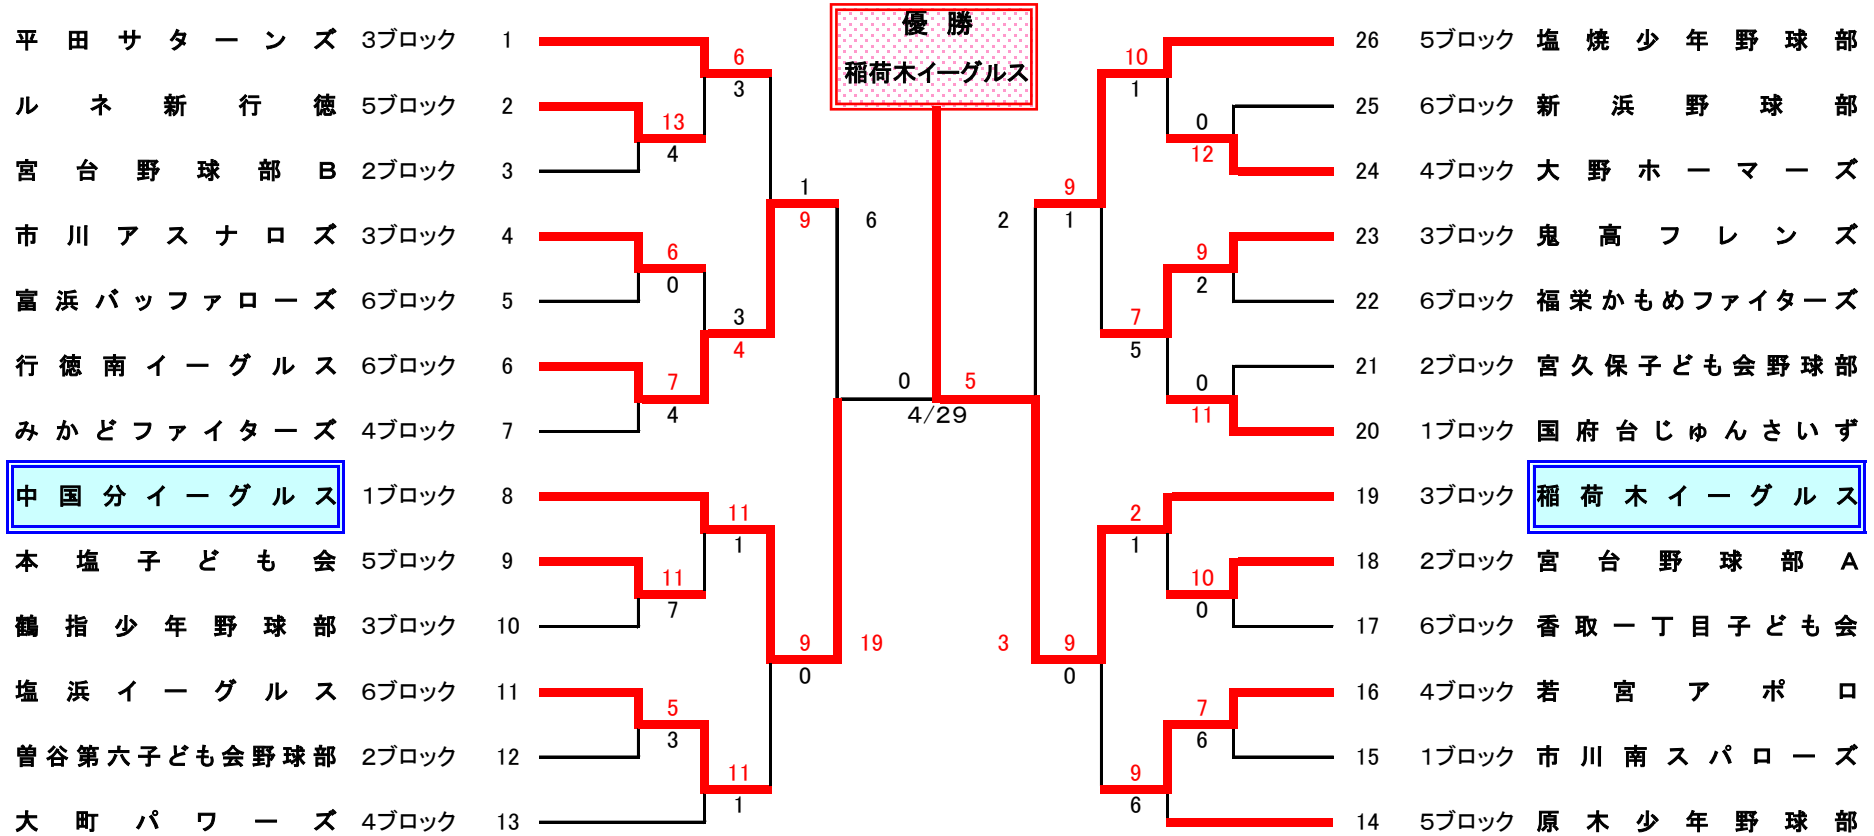 優 勝
稲荷木イーグルス
平田サターンズ 3ブロック 1
ルネ新行徳 5ブロック 2
宮台野球部B 2ブロック 3
市川アスナロズ 3ブロック 4
富浜バッファローズ 6ブロック 5
行徳南イーグルス 6ブロック 6
みかどファイターズ 4ブロック 7
中国分イーグルス 1ブロック 8
本塩子ども会 5ブロック 9
鶴指少年野球部 3ブロック 10
塩浜イーグルス 6ブロック 11
曽谷第六子ども会野球部 2ブロック 12
大町パワーズ 4ブロック 13
6
3
13
4
1
9
6
6
0
3
4
7
4
11
1
11
7
9
0
19
5
3
11
1
0 5
4/29
10
1
0
12
9
1
2
9
2
7
5
0
11
2
1
10
0
3
9
0
7
6
9
6
26 5ブロック 塩焼少年野球部
25 6ブロック 新浜野球部
24 4ブロック 大野ホーマーズ
23 3ブロック 鬼高フレンズ
22 6ブロック 福栄かもめファイターズ
21 2ブロック 宮久保子ども会野球部
20 1ブロック 国府台じゅんさいず
19 3ブロック 稲荷木イーグルス
18 2ブロック 宮台野球部A
17 6ブロック 香取一丁目子ども会
16 4ブロック 若宮アポロ
15 1ブロック 市川南スパローズ
14 5ブロック 原木少年野球部